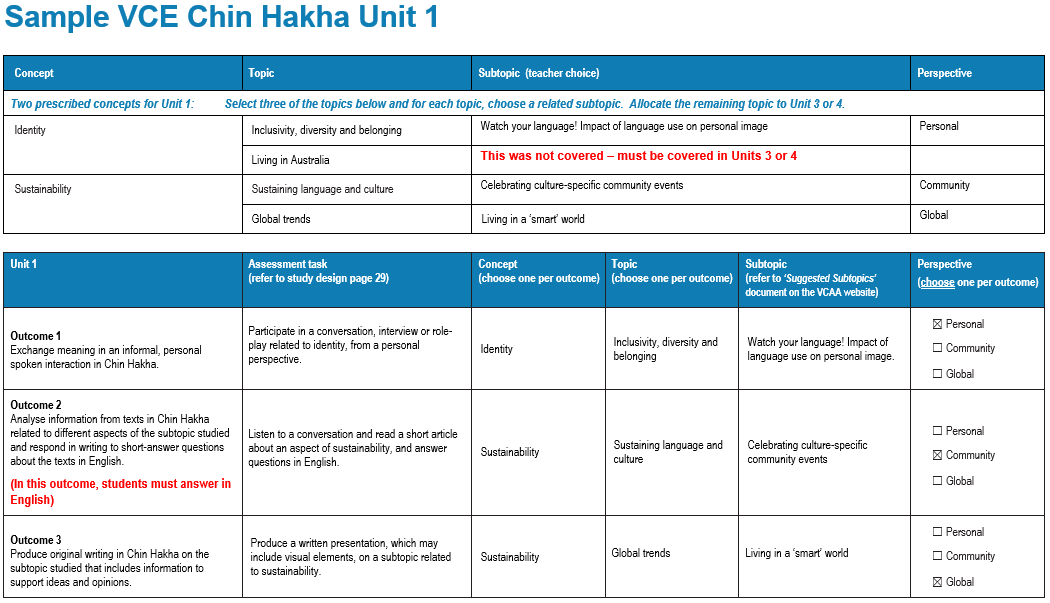 Sample VCE Chin Hakha Unit 1
Concept
Topic
Subtopic (teacher choice)
Perspective
Two prescribed concepts for Unit 1: Select three of the topics below and for each topic, choose a related subtopic. Allocate the remaining topic to Unit 3 or 4.
Identity
Inclusivity, diversity and belonging
Watch your language! Impact of language use on personal image
Personal
Living in Australia
This was not covered – must be covered in Units 3 or 4
Sustainability
Sustaining language and culture
Celebrating culture-specific community events
Community
Global trends
Living in a ‘smart’ world
Global
Unit 1
Assessment task
(refer to study design page 29)
Concept
(choose one per outcome)
Topic
(choose one per outcome)
Subtopic
(refer to ‘Suggested Subtopics’
document on the VCAA website)
Perspective
(choose one per outcome)
Outcome 1
Exchange meaning in an informal, personal
spoken interaction in Chin Hakha.
Participate in a conversation, interview or role-
play related to identity, from a personal
perspective.
Identity
Inclusivity, diversity and
belonging
Watch your language! Impact of
language use on personal image.
☒ Personal
☐ Community
☐ Global
Outcome 2
Analyse information from texts in Chin Hakha
related to different aspects of the subtopic studied
and respond in writing to short-answer questions
about the texts in English.
(In this outcome, students must answer in
English)
Listen to a conversation and read a short article
about an aspect of sustainability, and answer
questions in English.
Sustainability
Sustaining language and
culture
Celebrating culture-specific
community events
☐ Personal
☒ Community
☐ Global
Outcome 3
Produce original writing in Chin Hakha on the
subtopic studied that includes information to
support ideas and opinions.
Produce a written presentation, which may
include visual elements, on a subtopic related
to sustainability.
Sustainability
Global trends
Living in a ‘smart’ world
☐ Personal
☐ Community
☒ Global